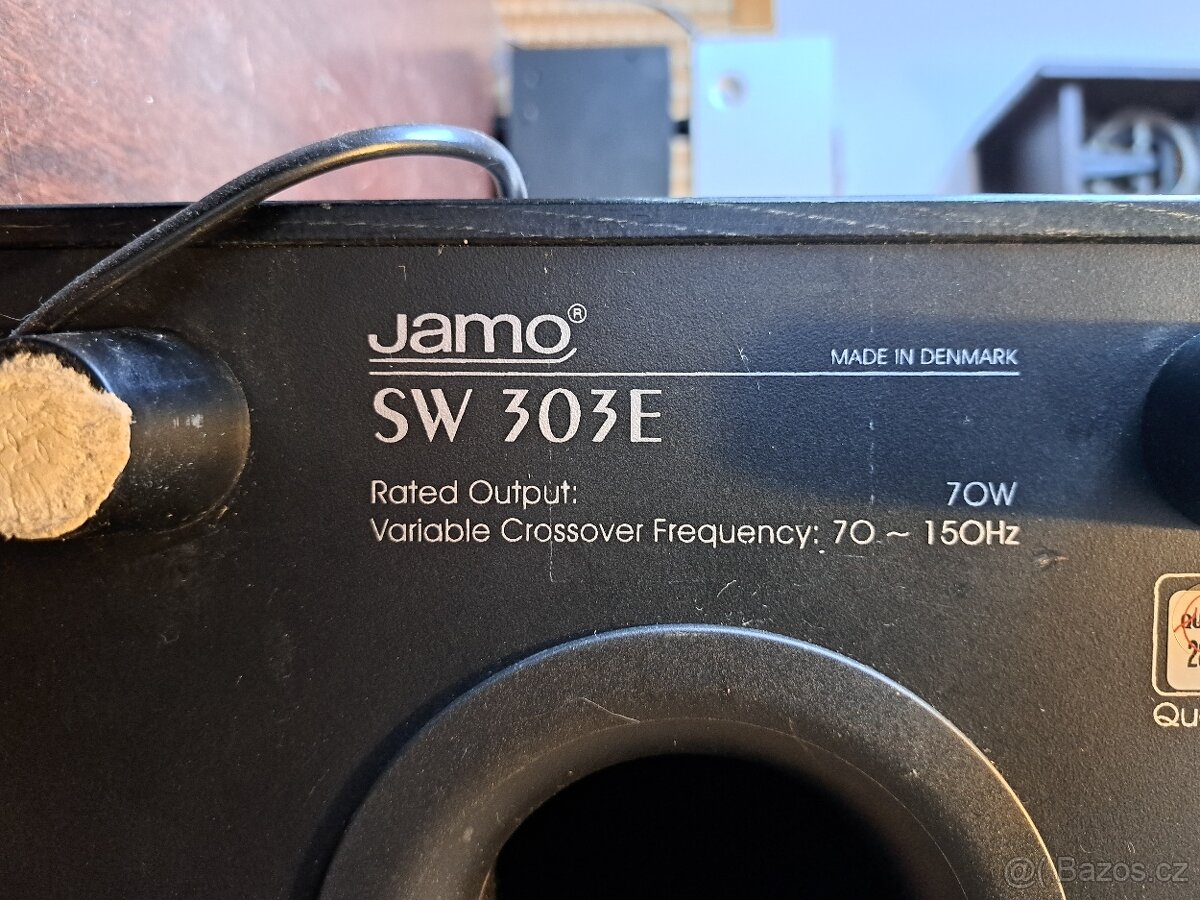 Jamo®
MADE IN DENMARK
SW 303E
Rated Output: 70W
Variable Crossover Frequency: 70 ~ 150Hz
@( Bazos.cz